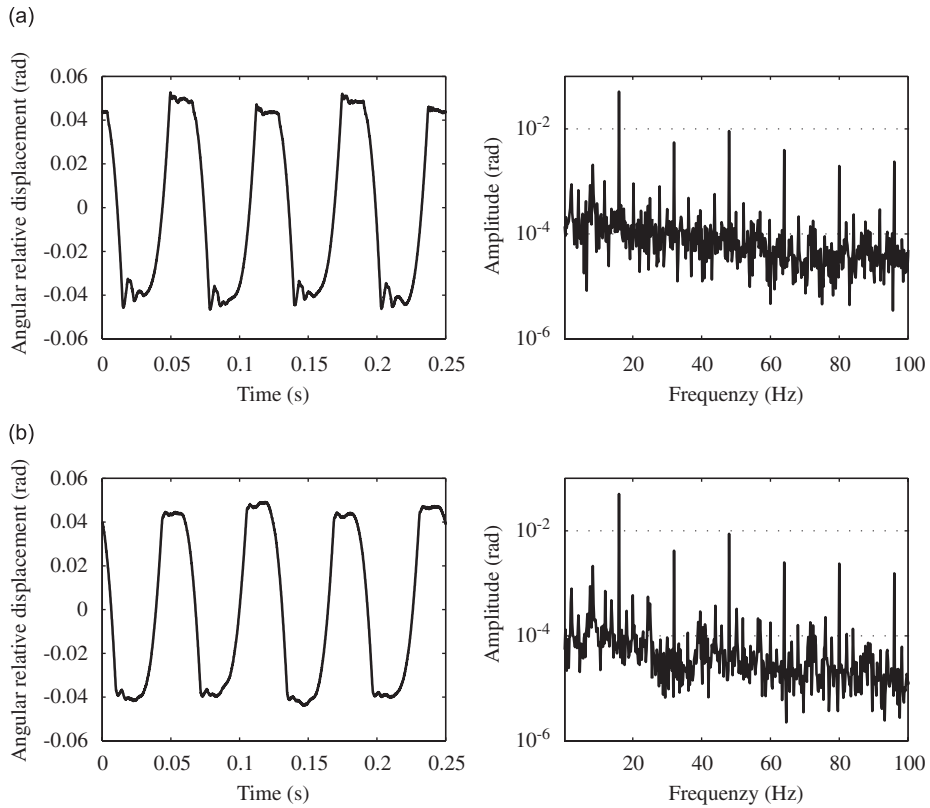 (a)
0.06
0.04
0.02
0
-0.02
-0.04
-0.06
0 0.05 0.1 0.15 0.2 0.25
Angular relative displacement (rad)
Time (s)
10-2
10-4
10-6
20 40 60 80 100
Amplitude (rad)
Frequenzy (Hz)
(b)
0.06
0.04
0.02
0
-0.02
-0.04
-0.06
0 0.05 0.1 0.15 0.2 0.25
Angular relative displacement (rad)
Time (s)
10-2
10-4
10-6
20 40 60 80 100
Amplitude (rad)
Frequenzy (Hz)